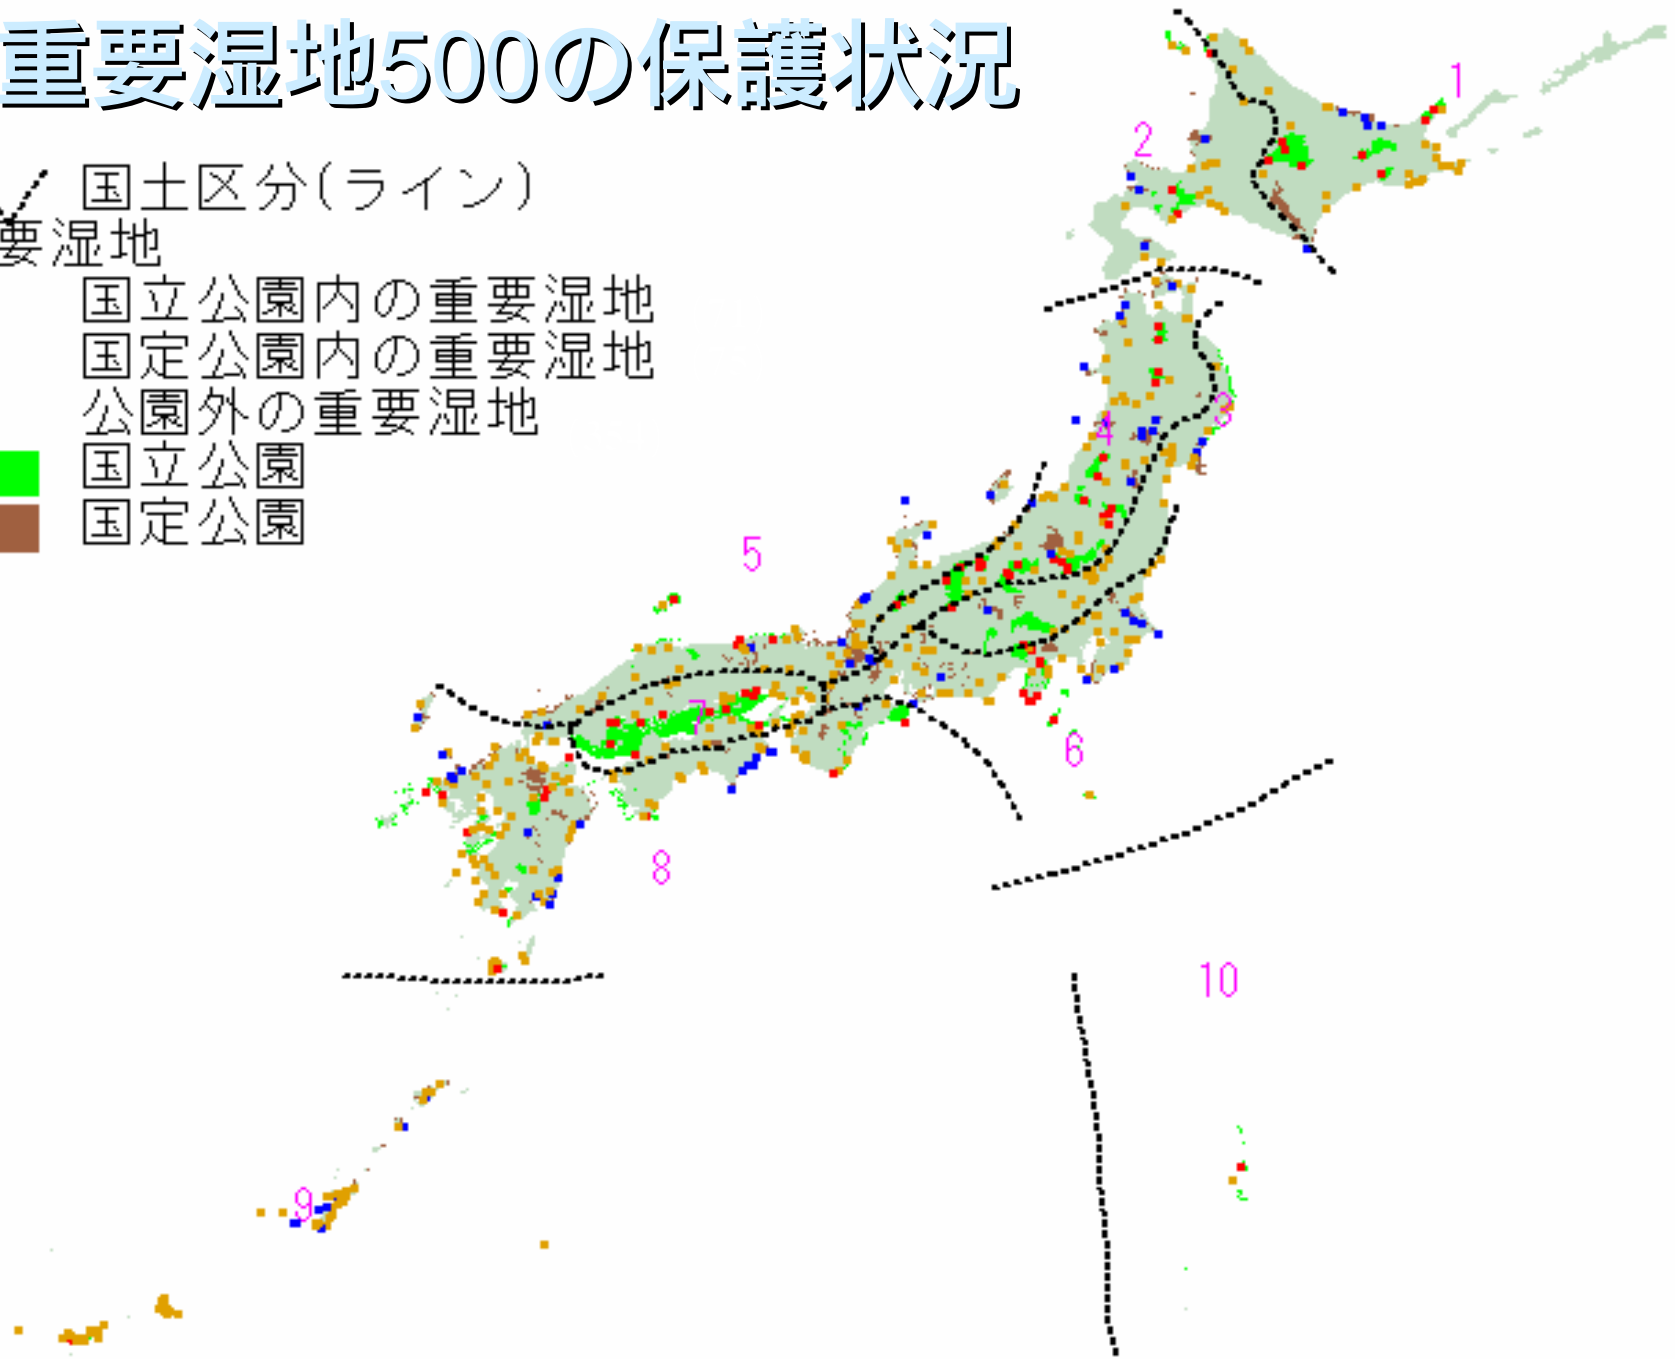 重要湿地500の保護状況
国土区分(ライン)
要湿地
国立公園内の重要湿地
国定公園内の重要湿地
公園外の重要湿地
国立公園
国定公園
1
2
3
4
5
6
7
8
9
10